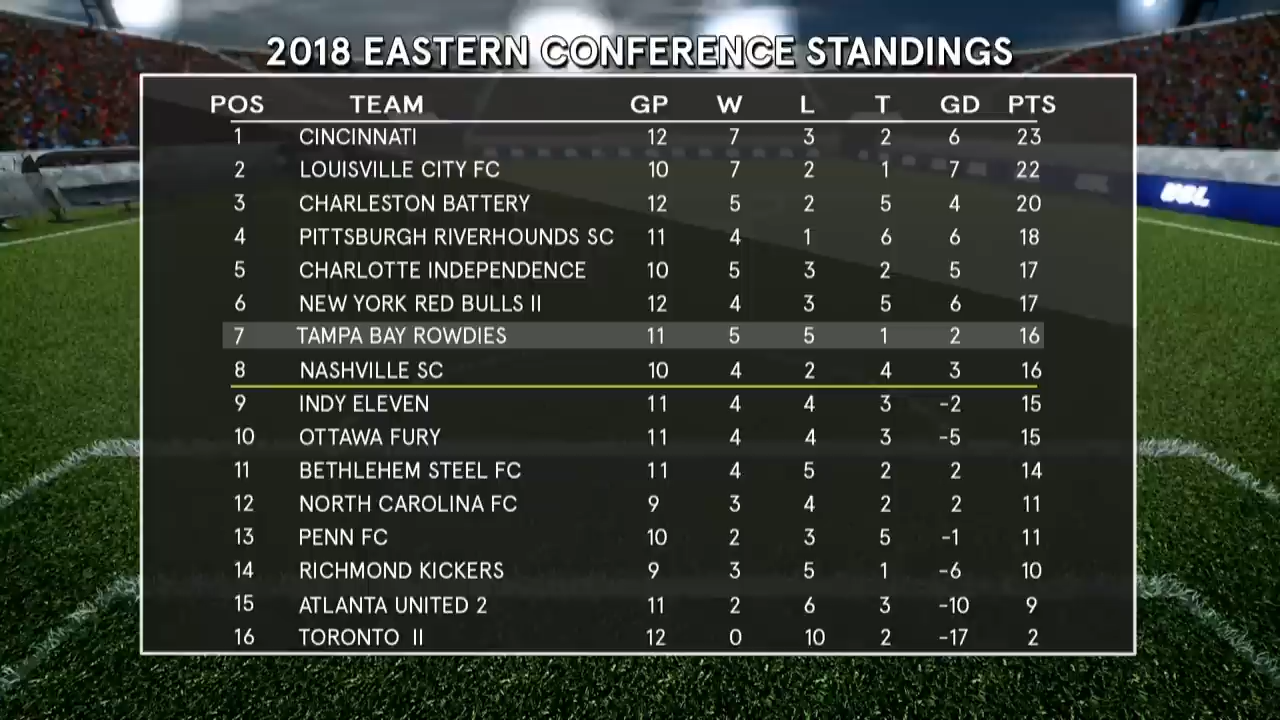 2018 EASTERN CONFERENCE STANDINGS
POS TEAM GP W L T GD PTS
1 CINCINNATI 12 7 3 2 6 23
2 LOUISVILLE CITY FC 10 7 2 1 7 22
3 CHARLESTON BATTERY 12 5 2 5 4 20
4 PITTSBURGH RIVERHOUNDS SC 11 4 1 6 6 18
5 CHARLOTTE INDEPENDENCE 10 5 3 2 5 17
6 NEW YORK RED BULLS II 12 4 3 5 6 17
7 TAMPA BAY ROWDIES 11 5 5 1 2 16
8 NASHVILLE SC 10 4 2 4 3 16
9 INDY ELEVEN 11 4 4 3 -2 15
10 OTTAWA FURY 11 4 4 3 -5 15
11 BETHLEHEM STEEL FC 11 4 5 2 2 14
12 NORTH CAROLINA FC 9 3 4 2 2 11
13 PENN FC 10 2 3 5 -1 11
14 RICHMOND KICKERS 9 3 5 1 -6 10
15 ATLANTA UNITED 2 11 2 6 3 -10 9
16 TORONTO II 12 0 10 2 -17 2
USL